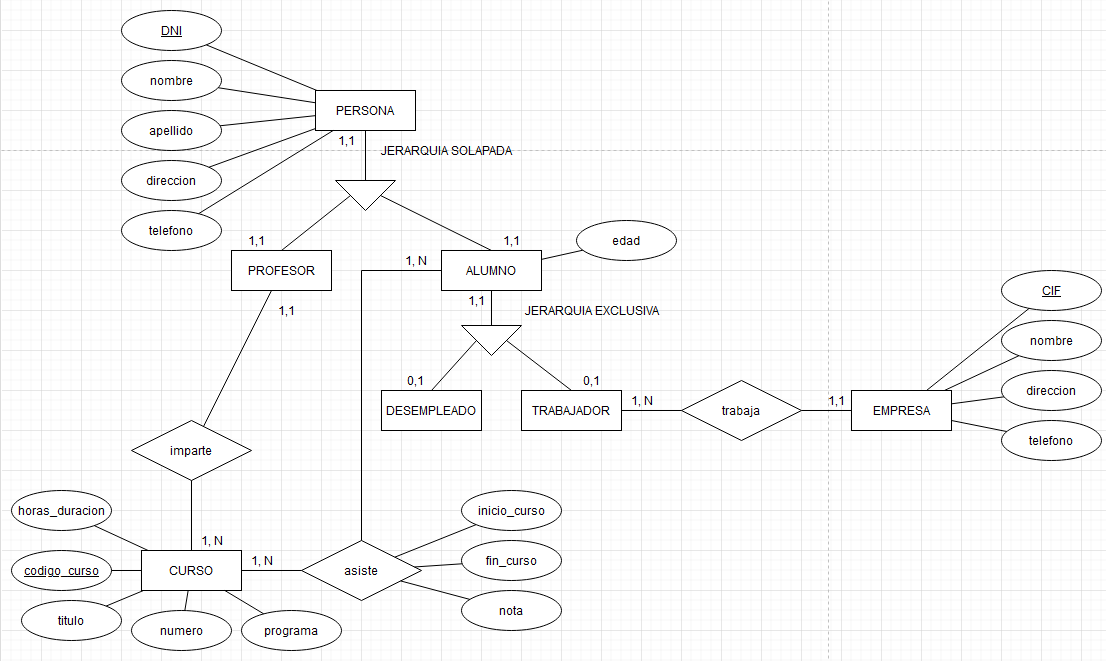 DNI
nombre
apellido
direccion
telefono
PERSONA
1,1
JERARQUIA SOLAPADA
1,1
1,1
PROFESOR
1, N
ALUMNO
edad
1,1
1,1
JERARQUIA EXCLUSIVA
0,1
0,1
DESEMPLEADO
TRABAJADOR
1, N
trabaja
1,1
EMPRESA
CIF
nombre
direccion
telefono
imparte
1, N
horas_duracion
codigo_curso
titulo
numero
programa
CURSO
1, N
asiste
inicio_curso
fin_curso
nota